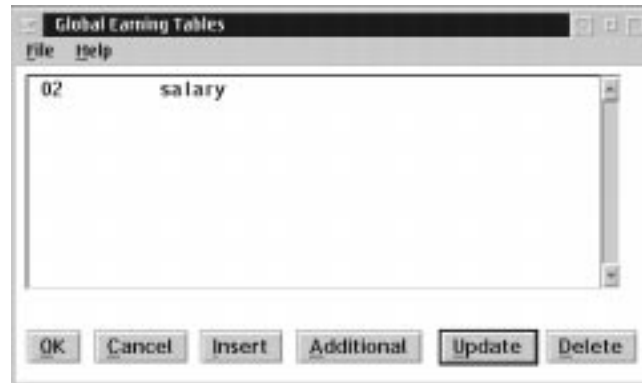 Global Earning Tables
File Help
02 salary
OK Cancel Insert Additional Update Delete